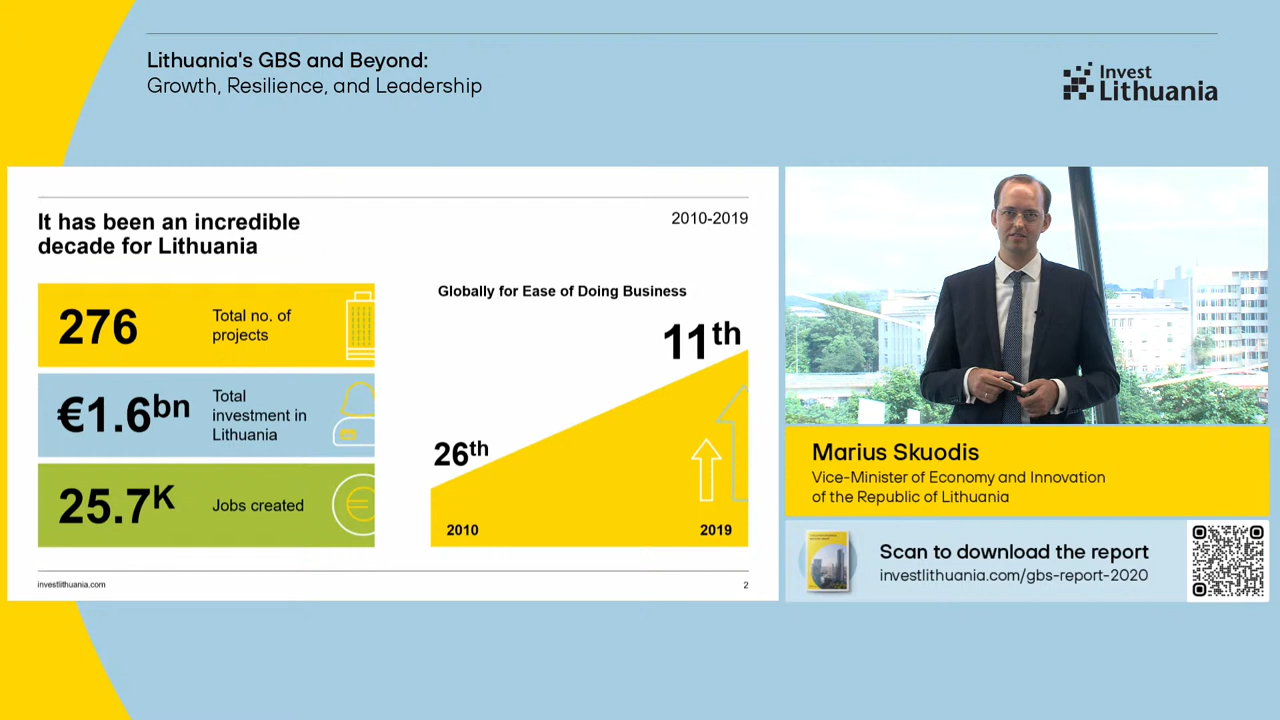 Lithuania's GBS and Beyond:
Growth, Resilience, and Leadership
Invest
Lithuania
It has been an incredible
decade for Lithuania
2010-2019
276
Total no. of
projects
€1.6bn
Total
investment in
Lithuania
25.7K
Jobs created
Globally for Ease of Doing Business
11th
26th
2010
2019
investlithuania.com
2
Marius Skuodis
Vice-Minister of Economy and Innovation
of the Republic of Lithuania
Scan to download the report
investlithuania.com/gbs-report-2020